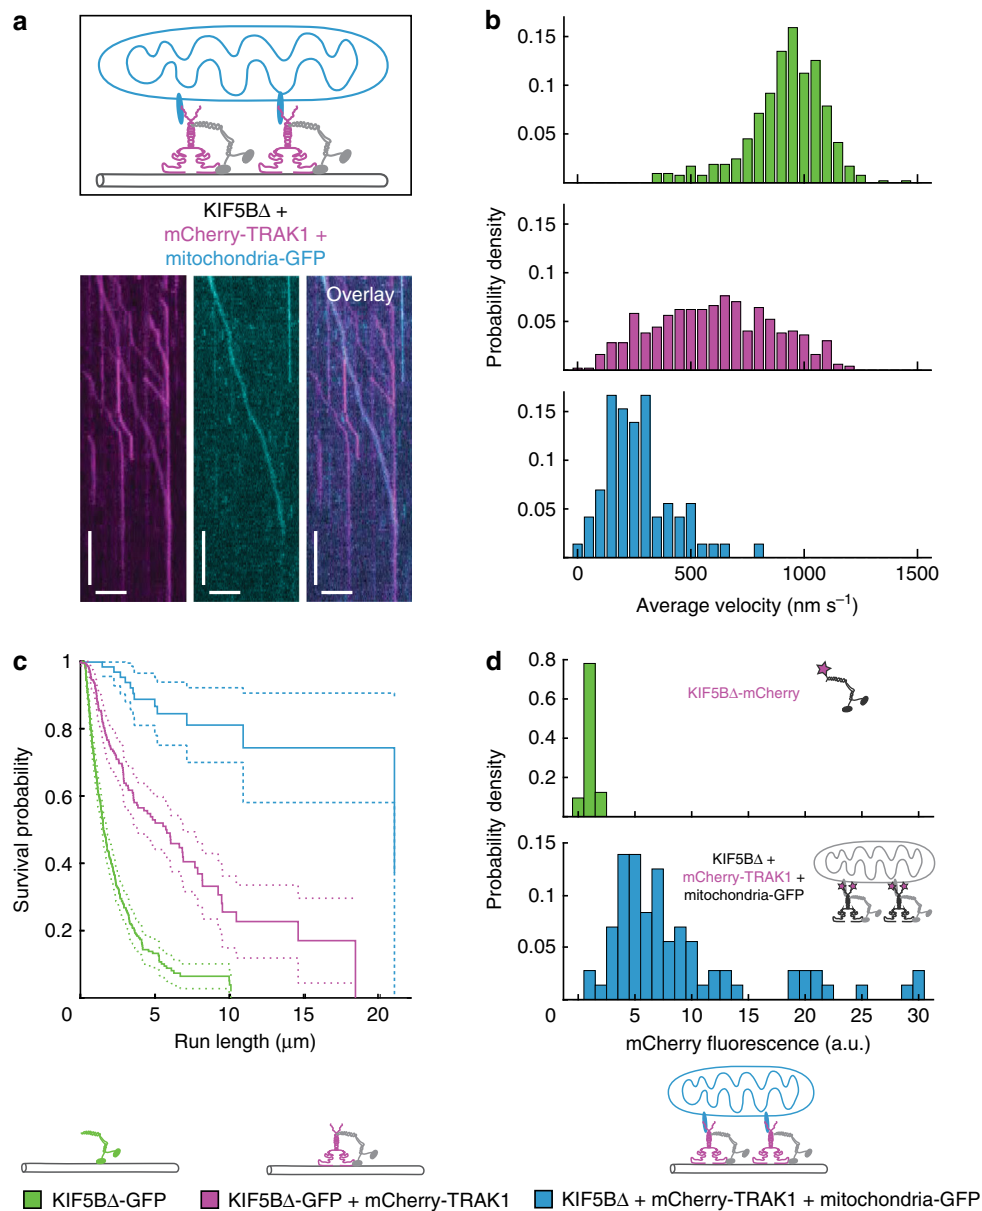 a
KIF5BΔ +
mCherry-TRAK1 +
mitochondria-GFP
Overlay
b
0.15
0.1
0.05
0.15
0.1
0.05
0.15
0.1
0.05
0
500
1000
1500
Probability density
Average velocity (nm s⁻¹)
c
1
0.8
0.6
0.4
0.2
0
5
10
15
20
Survival probability
Run length (μm)
d
0.8
0.6
0.4
0.2
KIF5BΔ-mCherry
0.15
0.1
0.05
KIF5BΔ +
mCherry-TRAK1 +
mitochondria-GFP
0
5
10
15
20
25
30
Probability density
mCherry fluorescence (a.u.)
KIF5BΔ-GFP
KIF5BΔ-GFP + mCherry-TRAK1
KIF5BΔ + mCherry-TRAK1 + mitochondria-GFP